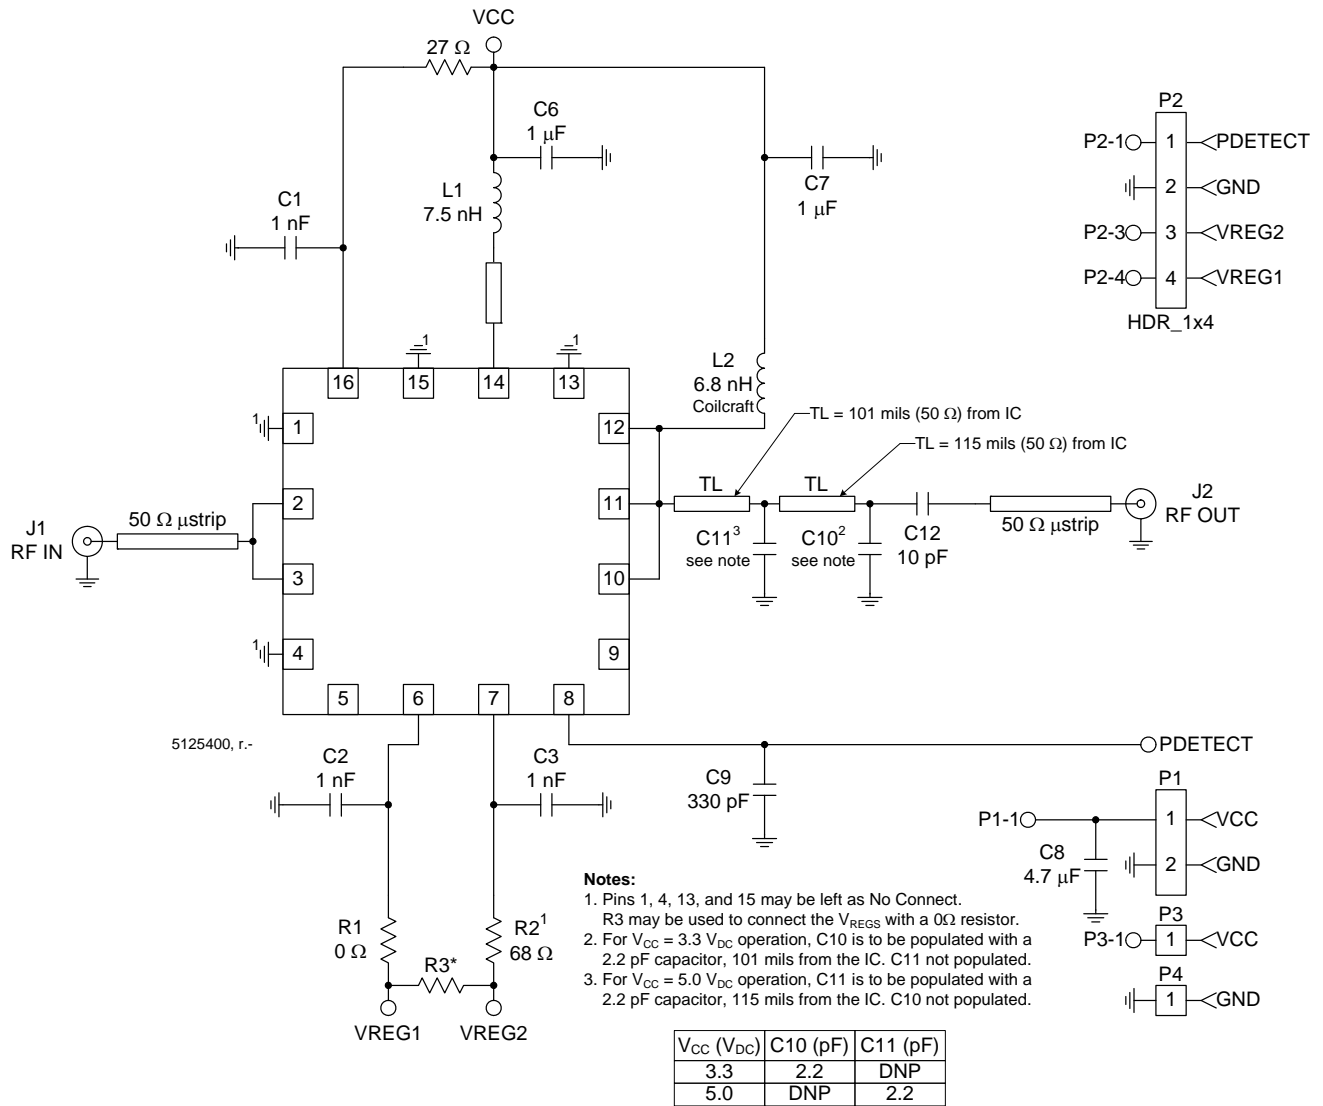 VCC
27 Ω
C6
1 μF
C7
1 μF
L1
7.5 nH
C1
1 nF
P2
P2-1
1
PDETECT
2
GND
P2-3
3
VREG2
P2-4
4
VREG1
HDR_1x4
L2
6.8 nH
Coilcraft
1
1
16
15
14
13
1
1
12
TL = 101 mils (50 Ω) from IC
TL = 115 mils (50 Ω) from IC
2
11
TL
TL
J1
RF IN
50 Ω μstrip
C11³
see note
C10²
see note
C12
10 pF
50 Ω μstrip
J2
RF OUT
3
10
1
4
9
5
6
7
8
5125400, r.-
C2
1 nF
C3
1 nF
C9
330 pF
PDETECT
P1
P1-1
1
VCC
2
GND
C8
4.7 μF
P3
P3-1
1
VCC
P4
1
GND
R1
0 Ω
R2¹
68 Ω
R3*
VREG1
VREG2
Notes:
1. Pins 1, 4, 13, and 15 may be left as No Connect.
R3 may be used to connect the VREGS with a 0Ω resistor.
2. For VCC = 3.3 VDC operation, C10 is to be populated with a
2.2 pF capacitor, 101 mils from the IC. C11 not populated.
3. For VCC = 5.0 VDC operation, C11 is to be populated with a
2.2 pF capacitor, 115 mils from the IC. C10 not populated.
VCC (VDC) C10 (pF) C11 (pF)
3.3 2.2 DNP
5.0 DNP 2.2